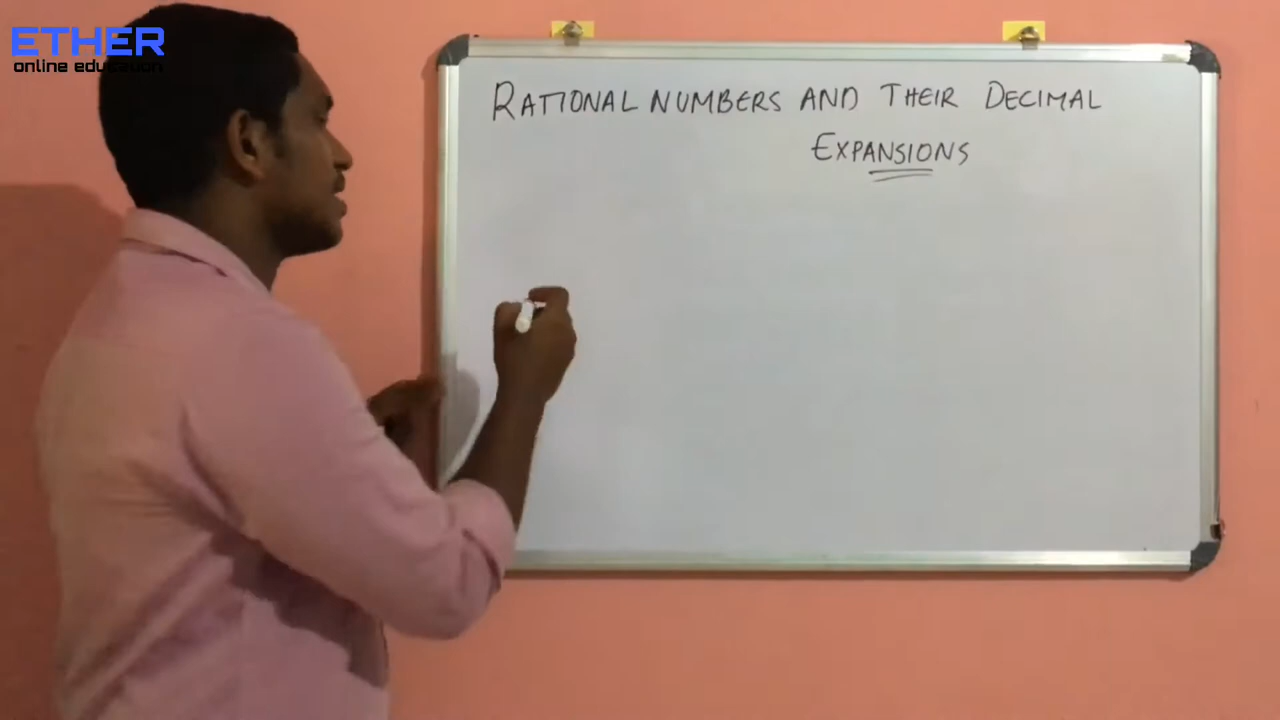 ETHER
online education
RATIONAL NUMBERS AND THEIR DECIMAL
EXPANSIONS